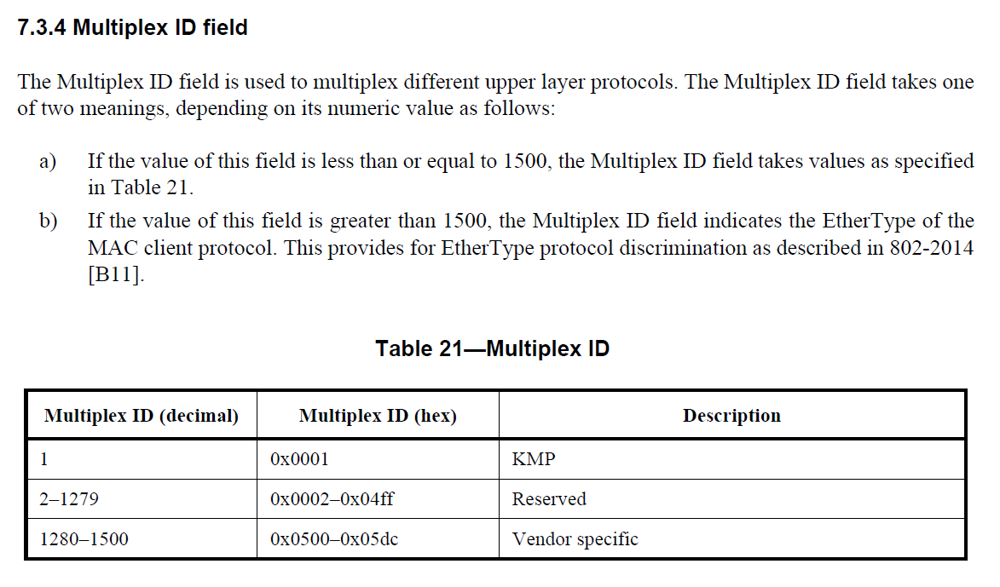 7.3.4 Multiplex ID field
The Multiplex ID field is used to multiplex different upper layer protocols. The Multiplex ID field takes one
of two meanings, depending on its numeric value as follows:
a) If the value of this field is less than or equal to 1500, the Multiplex ID field takes values as specified
in Table 21.
b) If the value of this field is greater than 1500, the Multiplex ID field indicates the EtherType of the
MAC client protocol. This provides for EtherType protocol discrimination as described in 802-2014
[B11].
Table 21—Multiplex ID
Multiplex ID (decimal) Multiplex ID (hex) Description
1 0x0001 KMP
2–1279 0x0002–0x04ff Reserved
1280–1500 0x0500–0x05dc Vendor specific